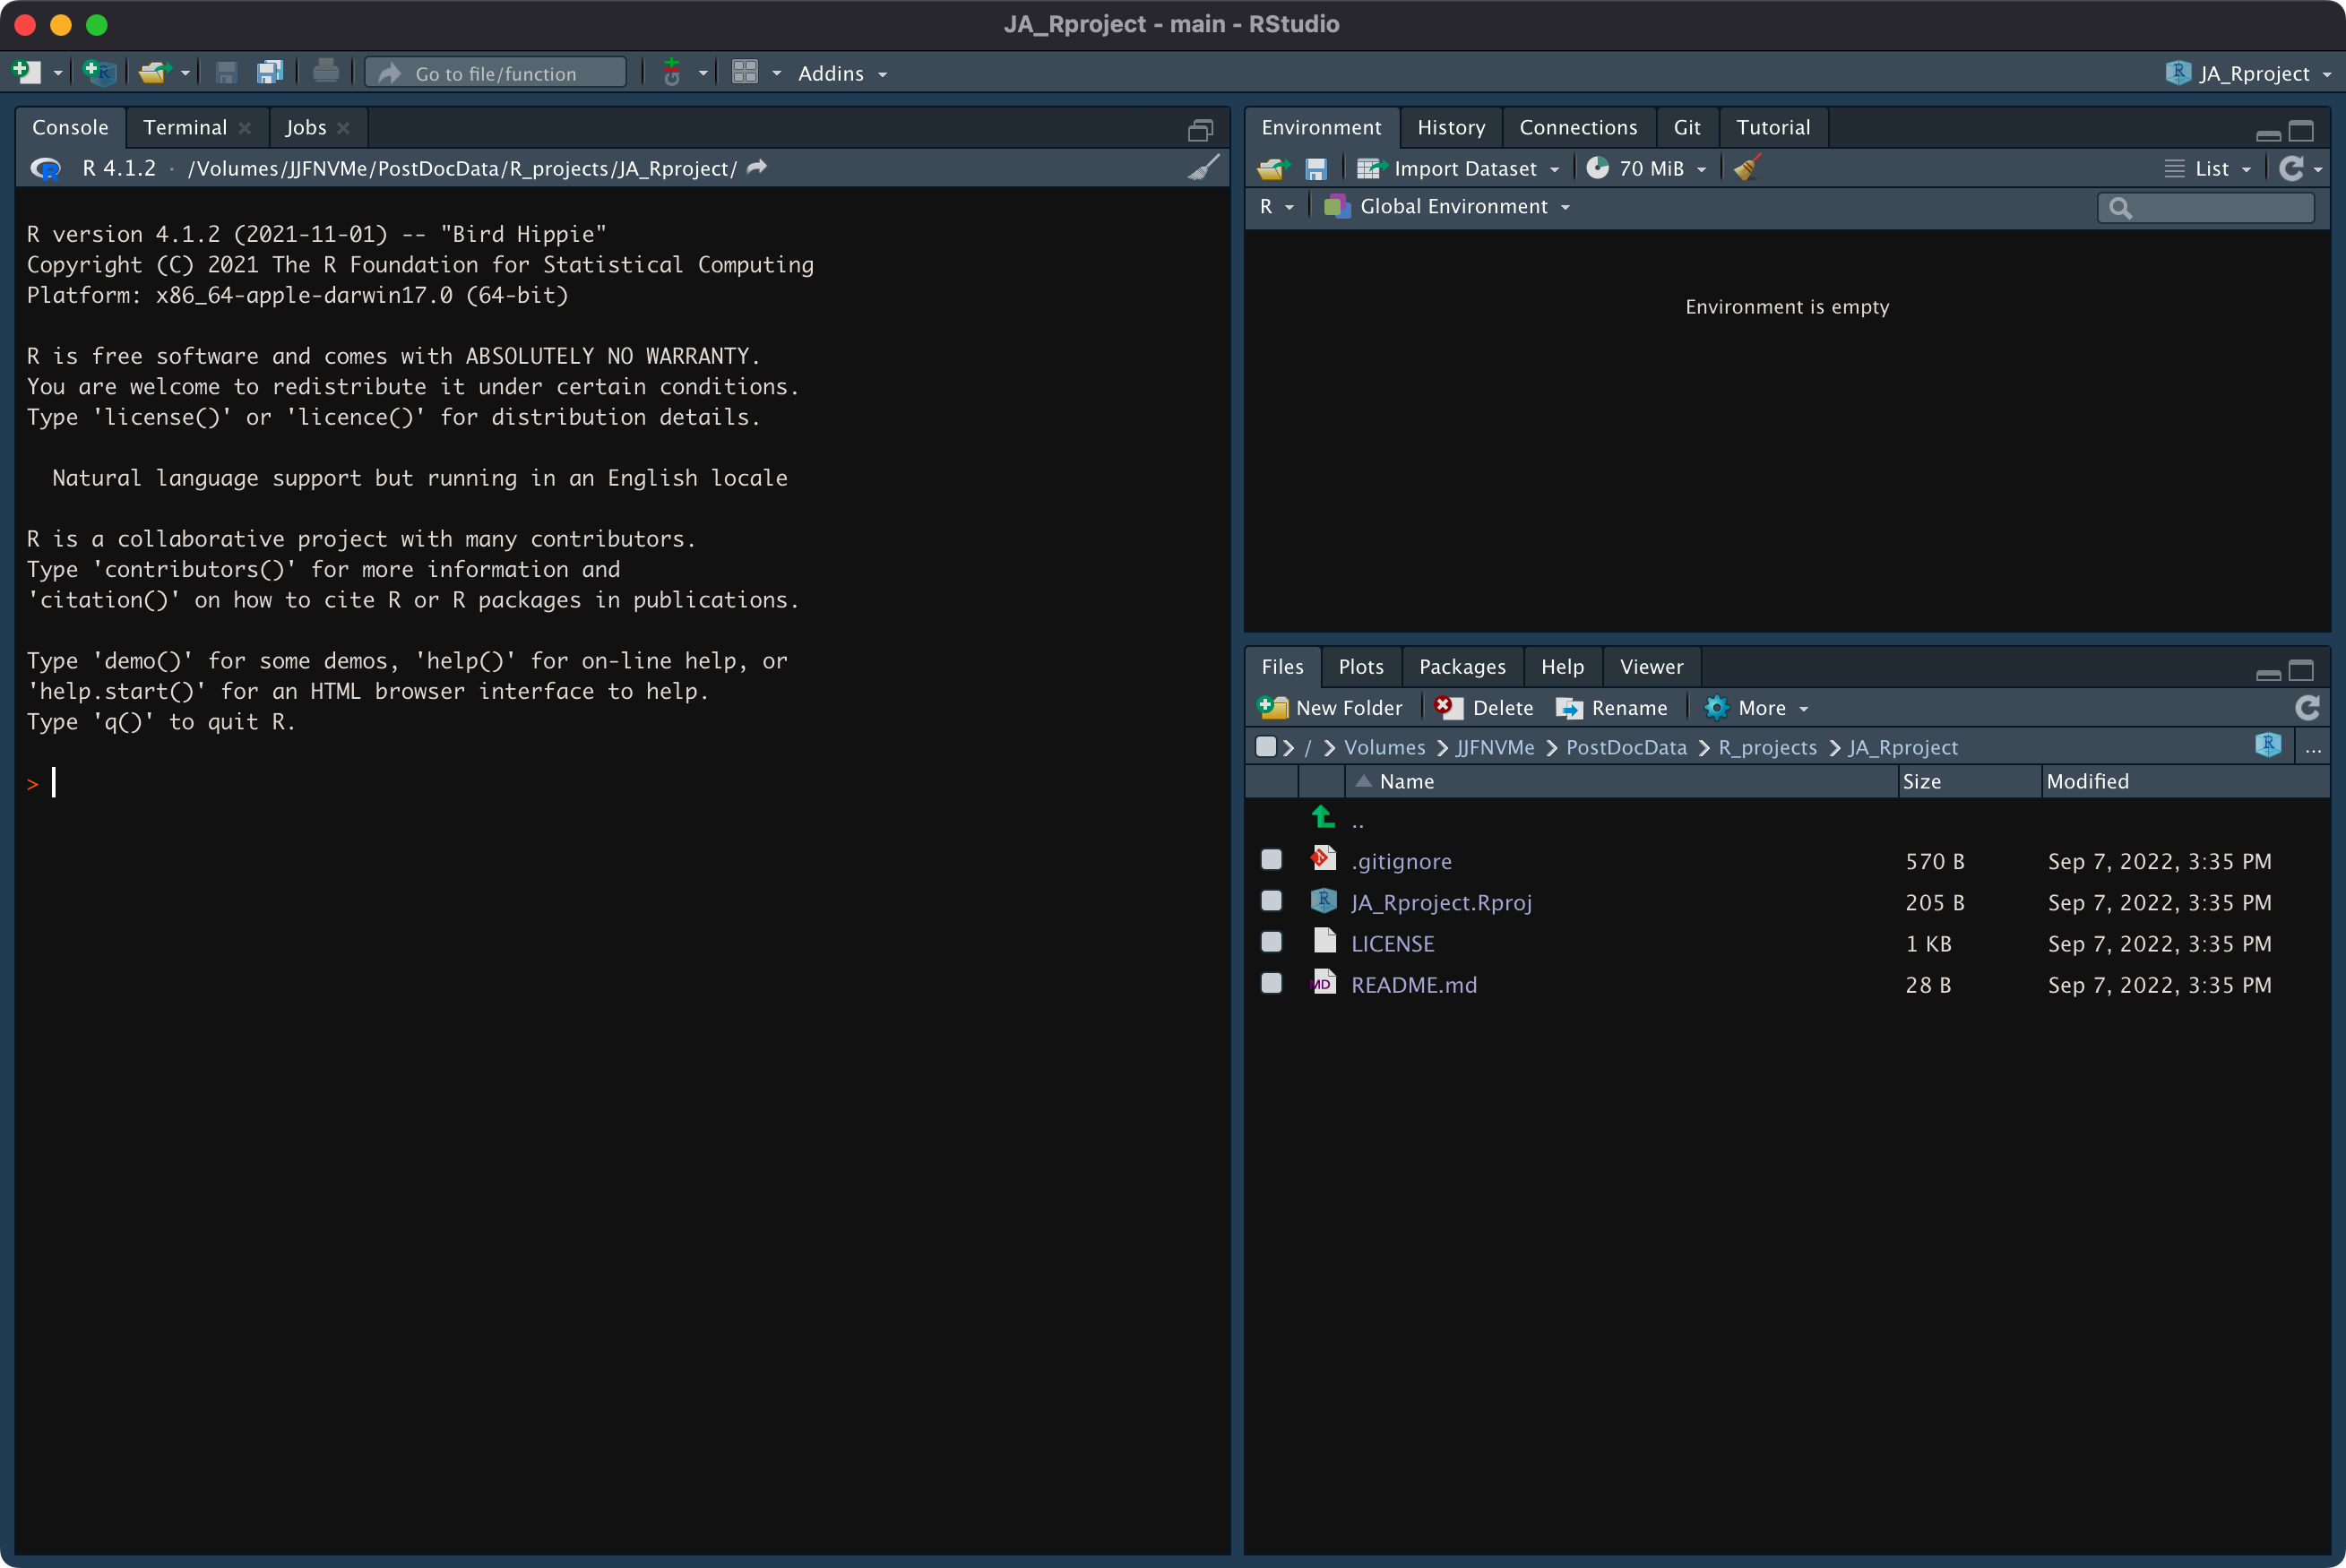 JA_Rproject - main - RStudio
Go to file/function
Addins
JA_Rproject
Console Terminal Jobs
R 4.1.2 · /Volumes/JJFNVMe/PostDocData/R_projects/JA_Rproject/
R version 4.1.2 (2021-11-01) -- "Bird Hippie"
Copyright (C) 2021 The R Foundation for Statistical Computing
Platform: x86_64-apple-darwin17.0 (64-bit)
R is free software and comes with ABSOLUTELY NO WARRANTY.
You are welcome to redistribute it under certain conditions.
Type 'license()' or 'licence()' for distribution details.
Natural language support but running in an English locale
R is a collaborative project with many contributors.
Type 'contributors()' for more information and
'citation()' on how to cite R or R packages in publications.
Type 'demo()' for some demos, 'help()' for on-line help, or
'help.start()' for an HTML browser interface to help.
Type 'q()' to quit R.
>
Environment History Connections Git Tutorial
Import Dataset 70 MiB List
R Global Environment
Environment is empty
Files Plots Packages Help Viewer
New Folder Delete Rename More
/ Volumes JJFNVMe PostDocData R_projects JA_Rproject ...
Name Size Modified
..
.gitignore 570 B Sep 7, 2022, 3:35 PM
JA_Rproject.Rproj 205 B Sep 7, 2022, 3:35 PM
LICENSE 1 KB Sep 7, 2022, 3:35 PM
MD README.md 28 B Sep 7, 2022, 3:35 PM